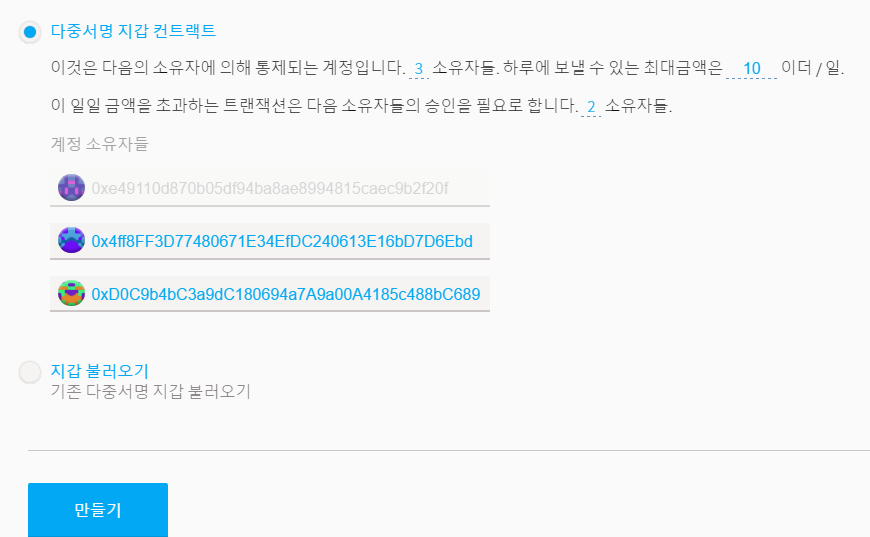 다중서명 지갑 컨트랙트
이것은 다음의 소유자에 의해 통제되는 계정입니다. 3 소유자들. 하루에 보낼 수 있는 최대금액은 10 이더 / 일.
이 일일 금액을 초과하는 트랜잭션은 다음 소유자들의 승인을 필요로 합니다. 2 소유자들.
계정 소유자들
0xe49110d870b05df94ba8ae8994815caec9b2f20f
0x4ff8FF3D77480671E34EfDC240613E16bD7D6Ebd
0xD0C9b4bC3a9dC180694a7A9a00A4185c488bC689
지갑 불러오기
기존 다중서명 지갑 불러오기
만들기